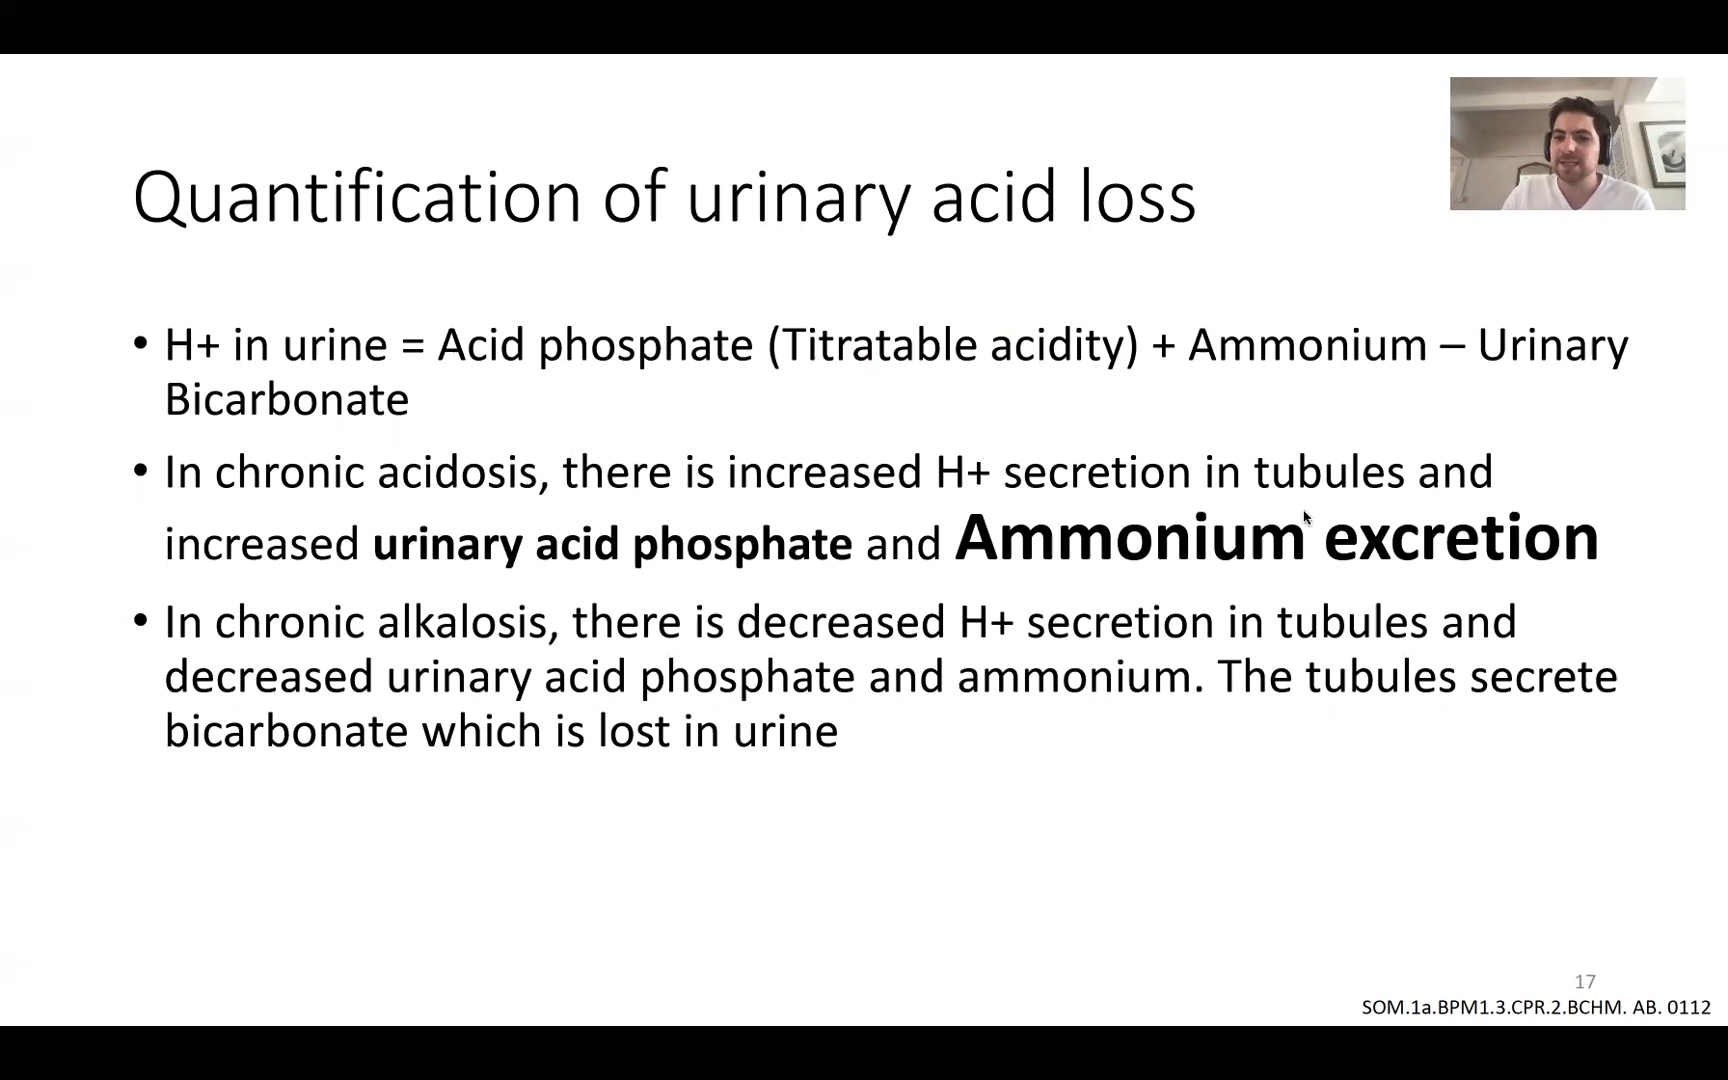 Quantification of urinary acid loss
• H+ in urine = Acid phosphate (Titratable acidity) + Ammonium – Urinary
Bicarbonate
• In chronic acidosis, there is increased H+ secretion in tubules and
increased urinary acid phosphate and Ammonium excretion
• In chronic alkalosis, there is decreased H+ secretion in tubules and
decreased urinary acid phosphate and ammonium. The tubules secrete
bicarbonate which is lost in urine
17
SOM.1a.BPM1.3.CPR.2.BCHM. AB. 0112